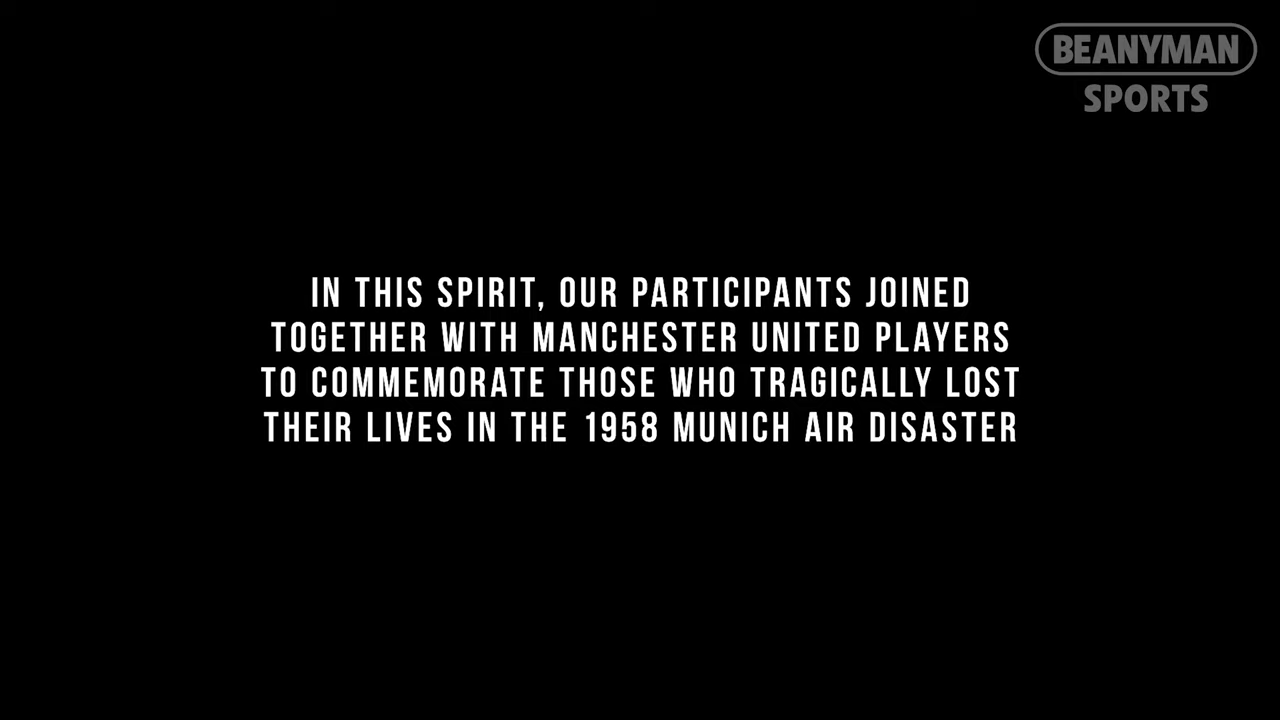 BEANYMAN
SPORTS
IN THIS SPIRIT, OUR PARTICIPANTS JOINED
TOGETHER WITH MANCHESTER UNITED PLAYERS
TO COMMEMORATE THOSE WHO TRAGICALLY LOST
THEIR LIVES IN THE 1958 MUNICH AIR DISASTER